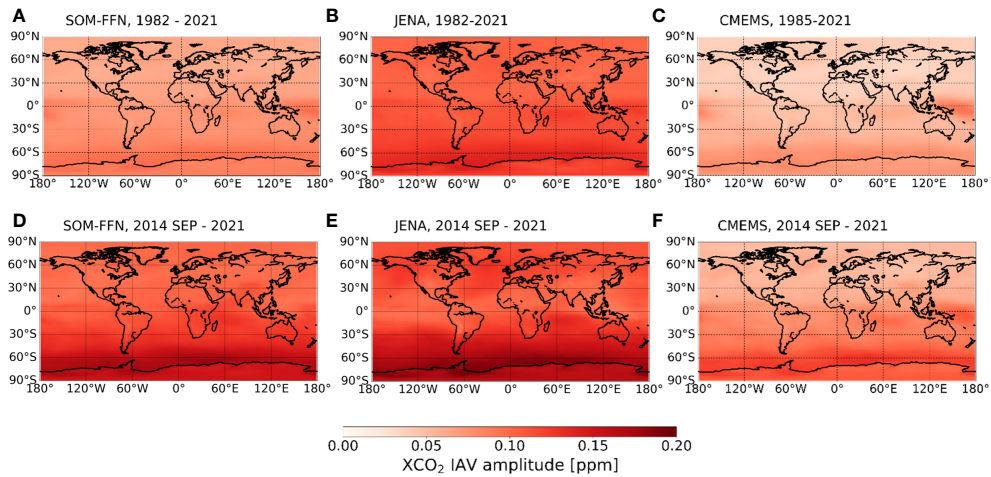 A SOM-FFN, 1982 - 2021
B JENA, 1982-2021
C CMEMS, 1985-2021
90°N 90°N 90°N
60°N 60°N 60°N
30°N 30°N 30°N
0° 0° 0°
30°S 30°S 30°S
60°S 60°S 60°S
90°S 90°S 90°S
180° 120°W 60°W 0° 60°E 120°E 180°
180° 120°W 60°W 0° 60°E 120°E 180°
180° 120°W 60°W 0° 60°E 120°E 180°
D SOM-FFN, 2014 SEP - 2021
E JENA, 2014 SEP - 2021
F CMEMS, 2014 SEP - 2021
90°N 90°N 90°N
60°N 60°N 60°N
30°N 30°N 30°N
0° 0° 0°
30°S 30°S 30°S
60°S 60°S 60°S
90°S 90°S 90°S
180° 120°W 60°W 0° 60°E 120°E 180°
180° 120°W 60°W 0° 60°E 120°E 180°
180° 120°W 60°W 0° 60°E 120°E 180°
0.00 0.05 0.10 0.15 0.20
XCO₂ IAV amplitude [ppm]